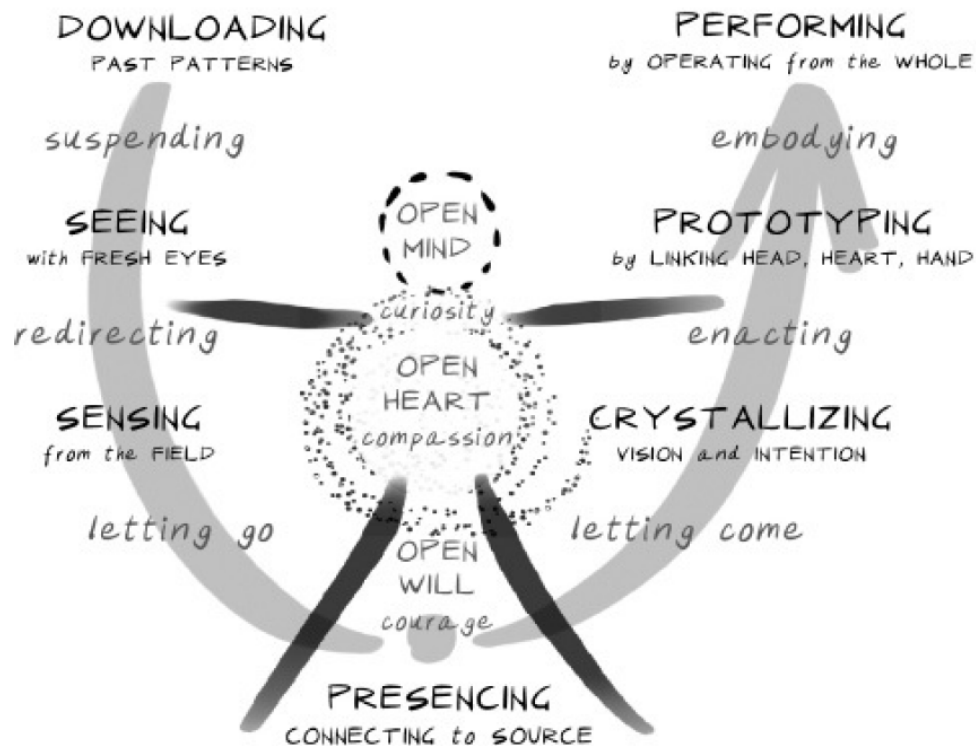 DOWNLOADING
PAST PATTERNS
suspending
SEEING
with FRESH EYES
redirecting
SENSING
from the FIELD
letting go
OPEN
MIND
curiosity
OPEN
HEART
compassion
OPEN
WILL
courage
PRESENCING
CONNECTING to SOURCE
PERFORMING
by OPERATING from the WHOLE
embodying
PROTOTYPING
by LINKING HEAD, HEART, HAND
enacting
CRYSTALLIZING
VISION and INTENTION
letting come